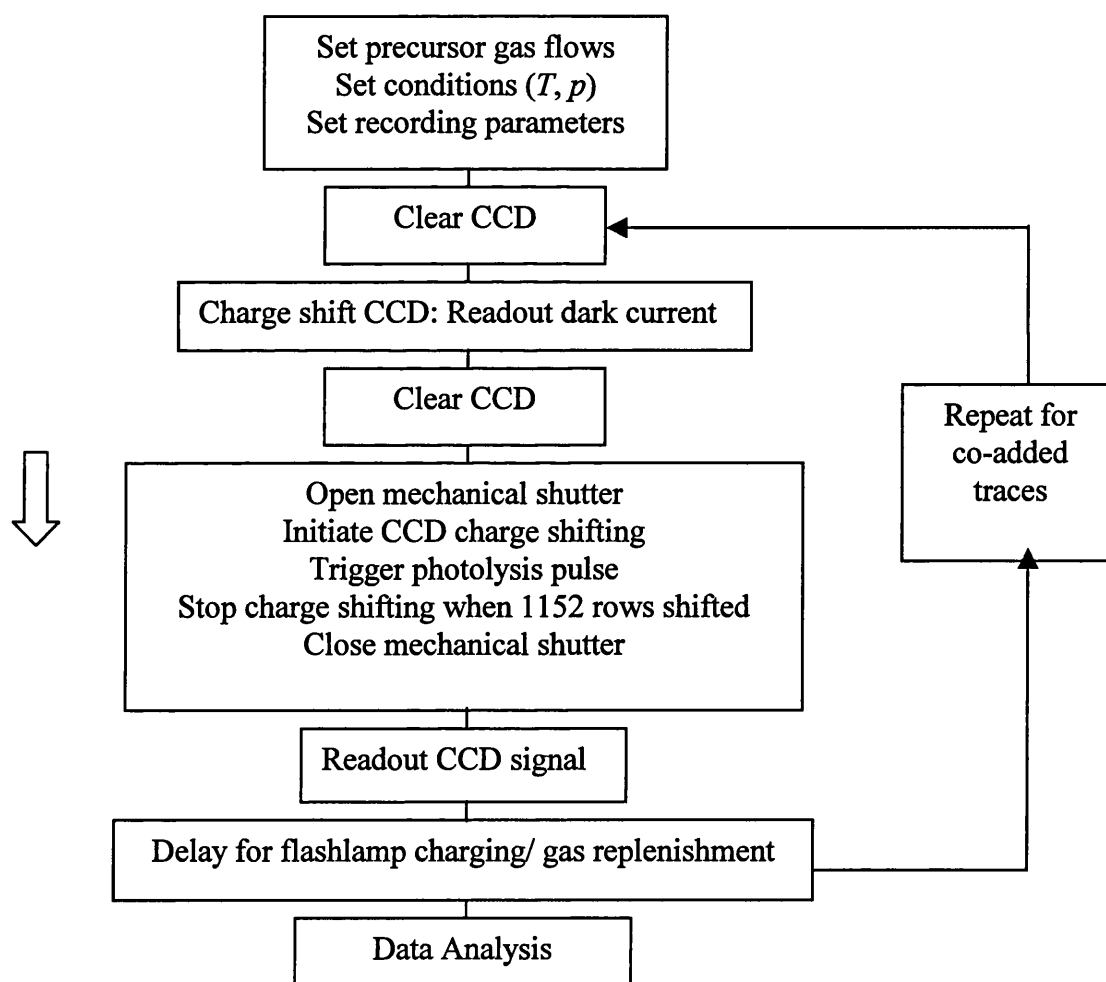 Set precursor gas flows
Set conditions (T, p)
Set recording parameters
Clear CCD
Charge shift CCD: Readout dark current
Clear CCD
Repeat for
co-added
traces
Open mechanical shutter
Initiate CCD charge shifting
Trigger photolysis pulse
Stop charge shifting when 1152 rows shifted
Close mechanical shutter
Readout CCD signal
Delay for flashlamp charging/ gas replenishment
Data Analysis